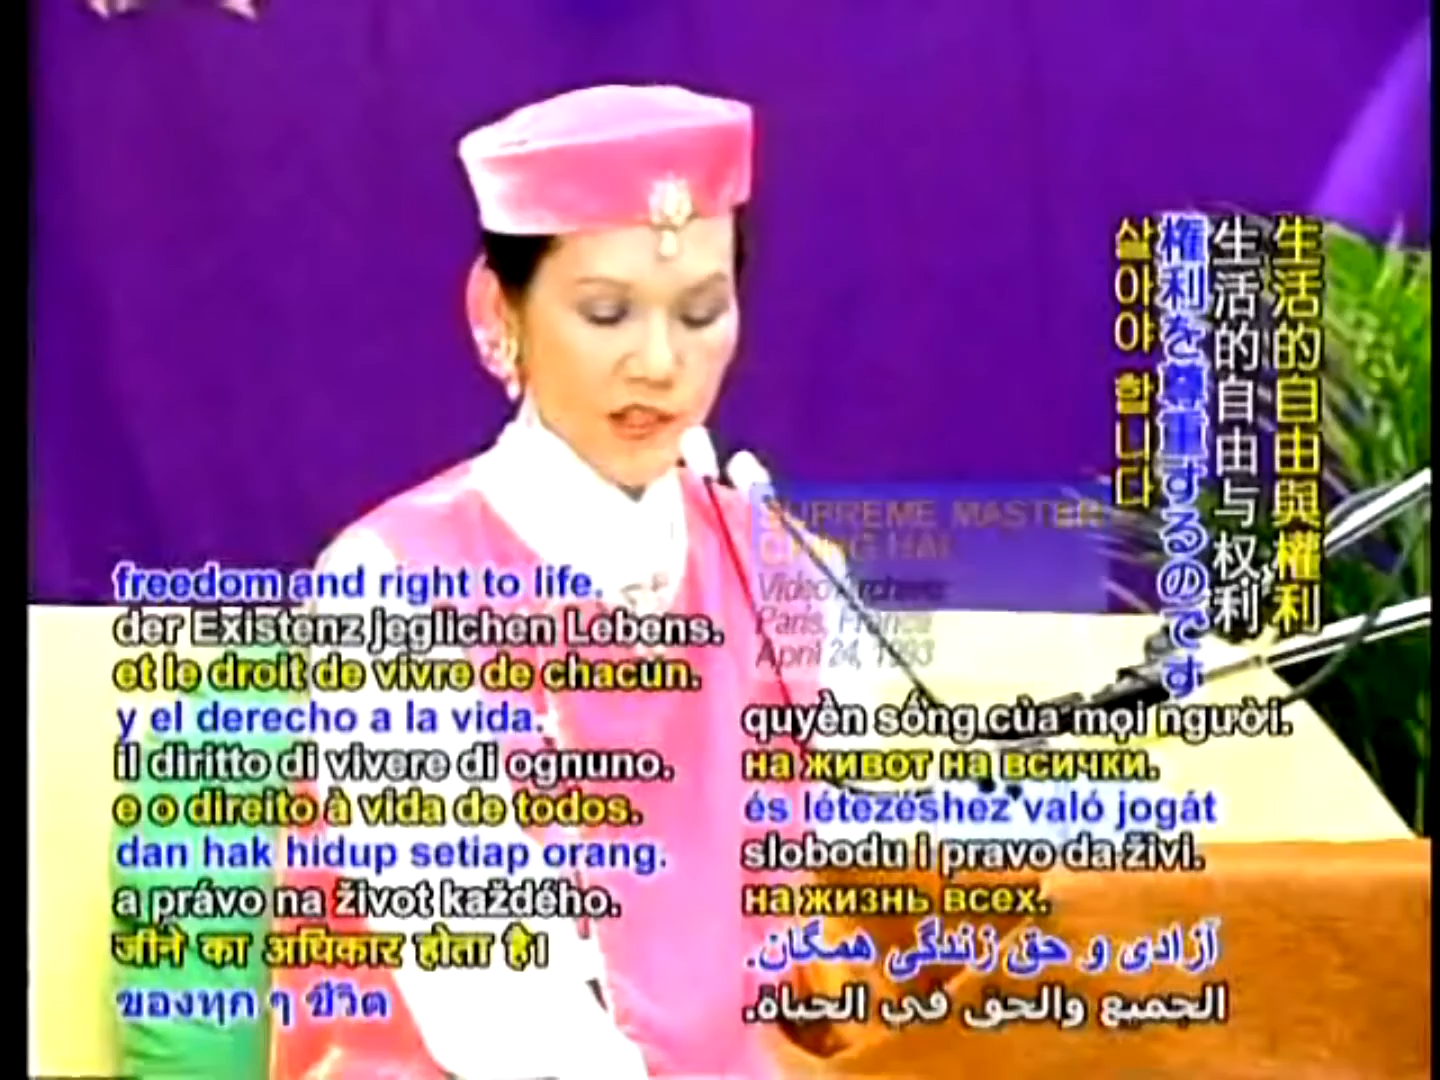 freedom and right to life.
der Existenz jeglichen Lebens.
et le droit de vivre de chacun.
y el derecho a la vida.
il diritto di vivere di ognuno.
e o direito à vida de todos.
dan hak hidup setiap orang.
a právo na život každého.
जीने का अधिकार होता है।
ของทุก ๆ ชีวิต
SUPREME MASTER
CHING HAI
Video Archives
Paris, France
April 24, 1993
quyền sống của mọi người.
на живот на всички.
és létezéshez való jogát
slobodu i pravo da živi.
на жизнь всех.
آزادی و حق زندگی همگان.
الجميع والحق في الحياة.
生活的自由與權利
生活的自由与权利
権利を尊重するのです
살아야 합니다